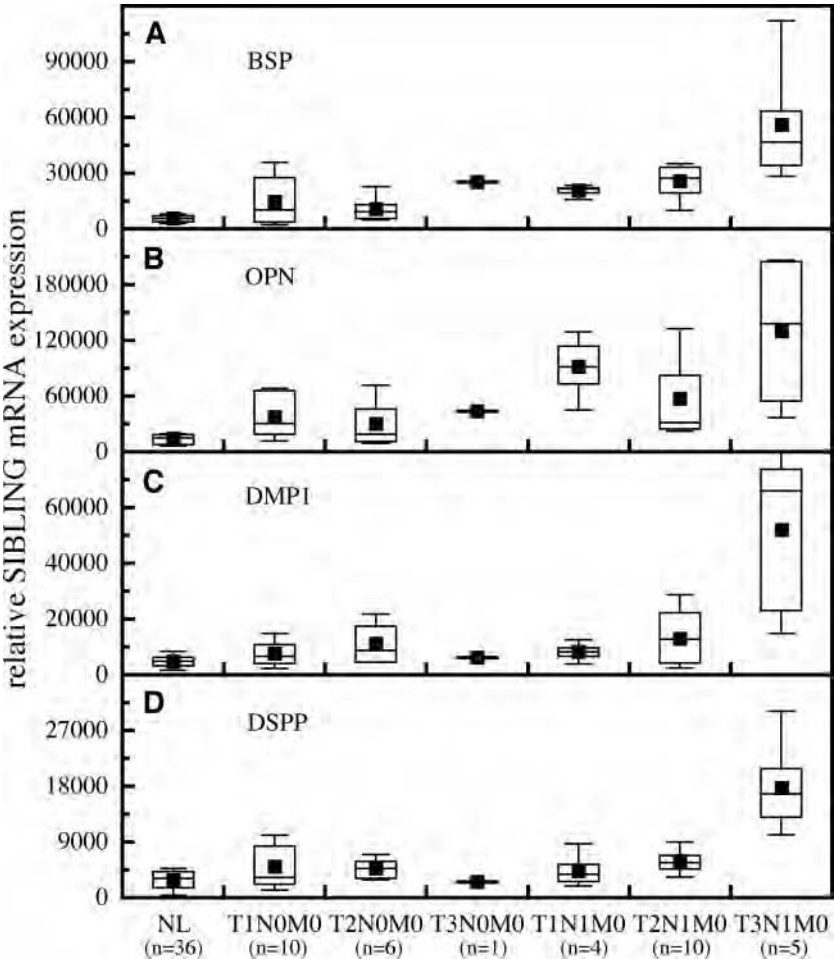 A
BSP
90000
60000
30000
0
B
OPN
180000
120000
60000
0
C
DMP1
60000
40000
20000
0
D
DSPP
27000
18000
9000
0
relative SIBLING mRNA expression
NL T1N0M0 T2N0M0 T3N0M0 T1N1M0 T2N1M0 T3N1M0
(n=36) (n=10) (n=6) (n=1) (n=4) (n=10) (n=5)